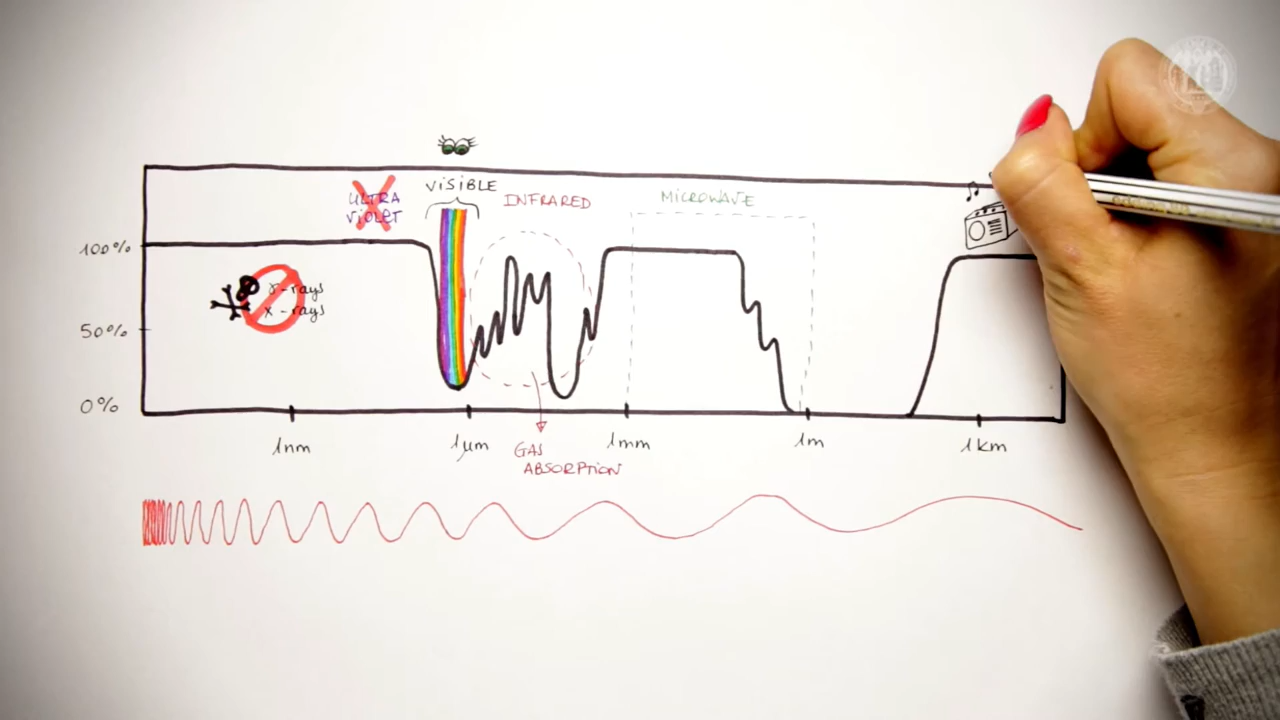 VISIBLE
ULTRA
VIOLET
INFRARED
MICROWAVE
100%
50%
0%
γ-rays
x-rays
1nm
1μm
1mm
1m
1km
GAS
ABSORPTION